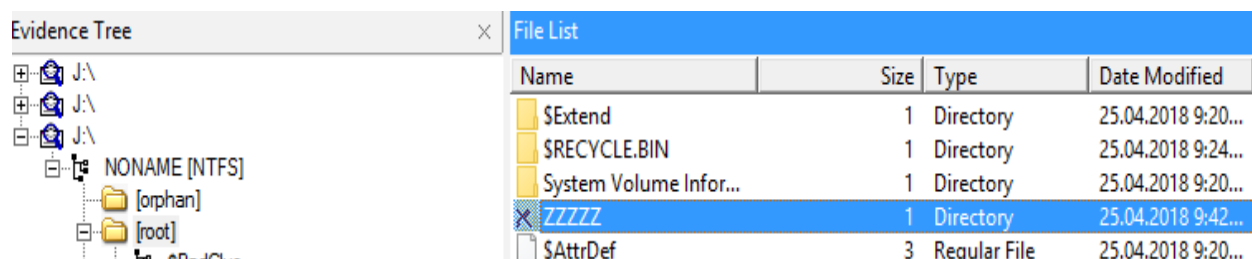 Evidence Tree
J:\
J:\
J:\
NONAME [NTFS]
[orphan]
[root]
File List
Name Size Type Date Modified
$Extend 1 Directory 25.04.2018 9:20...
$RECYCLE.BIN 1 Directory 25.04.2018 9:24...
System Volume Infor... 1 Directory 25.04.2018 9:20...
ZZZZZ 1 Directory 25.04.2018 9:42...
$AttrDef 3 Regular File 25.04.2018 9:20...